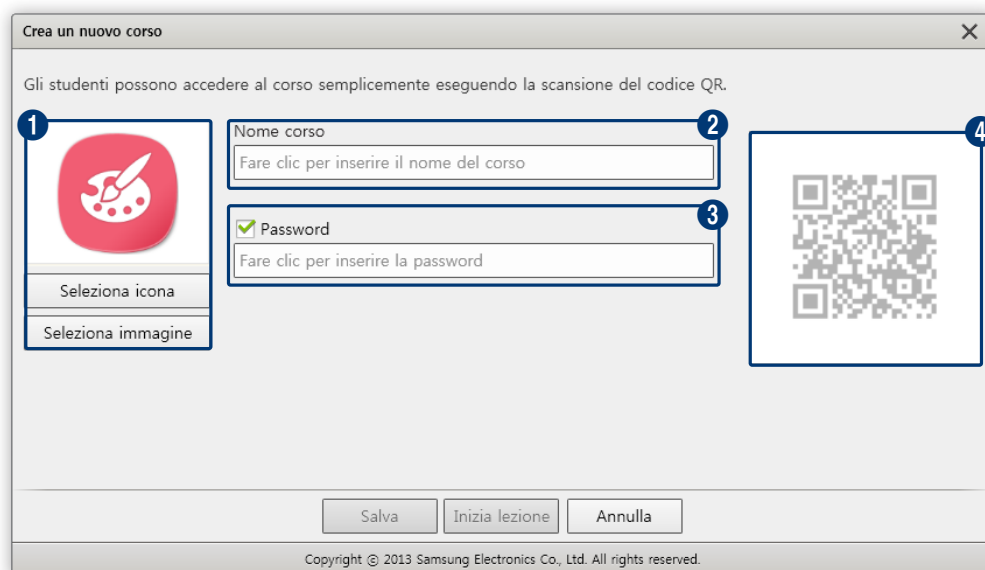 Crea un nuovo corso
Gli studenti possono accedere al corso semplicemente eseguendo la scansione del codice QR.
1
2
Nome corso
Fare clic per inserire il nome del corso
3
Password
Fare clic per inserire la password
4
Seleziona icona
Seleziona immagine
Salva
Inizia lezione
Annulla
Copyright ⓒ 2013 Samsung Electronics Co., Ltd. All rights reserved.